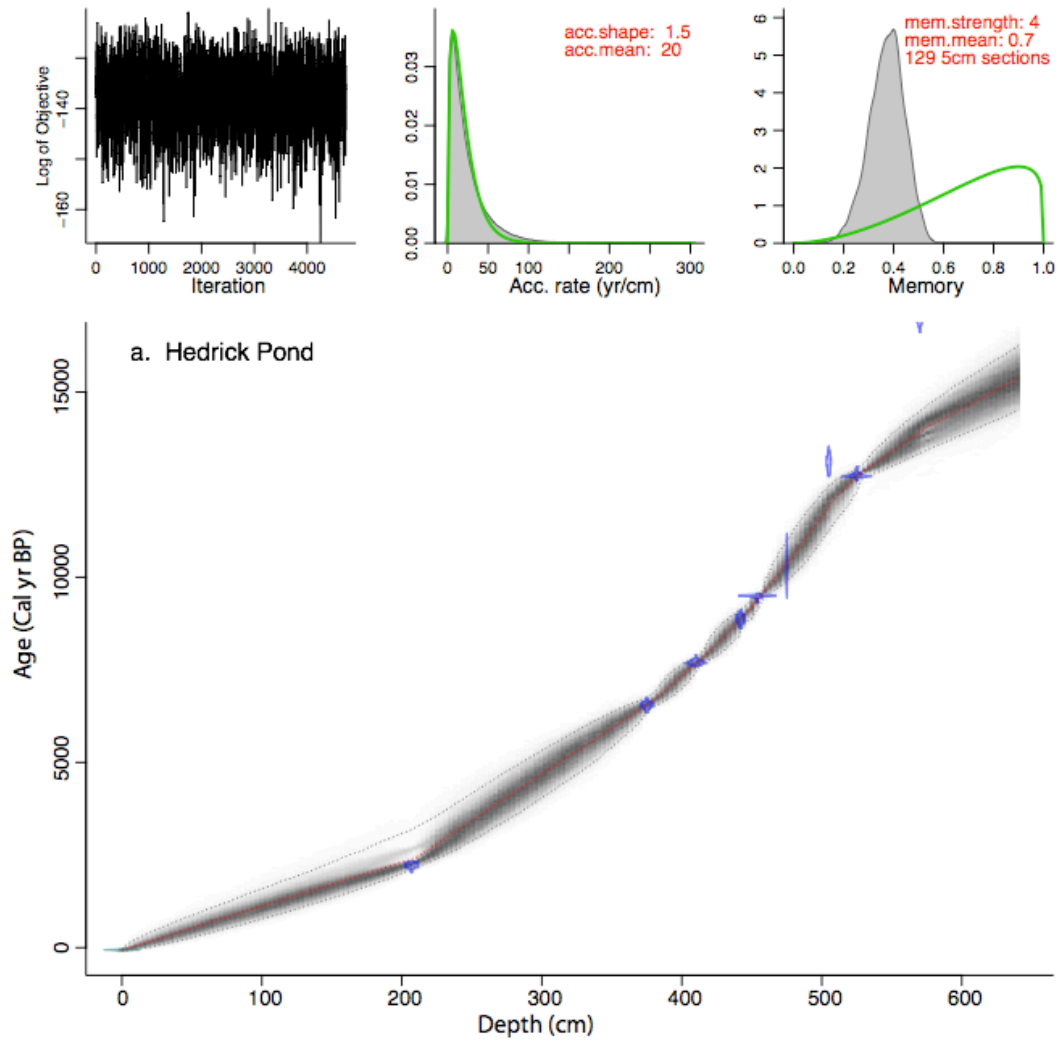 Log of Objective
-140
-160
0 1000 2000 3000 4000
Iteration
acc.shape: 1.5
acc.mean: 20
0.03
0.02
0.01
0.00
0 50 100 150 200 250 300
Acc. rate (yr/cm)
mem.strength: 4
mem.mean: 0.7
129 5cm sections
6
5
4
3
2
1
0
0.0 0.2 0.4 0.6 0.8 1.0
Memory
a. Hedrick Pond
Age (Cal yr BP)
15000
10000
5000
0
0 100 200 300 400 500 600
Depth (cm)